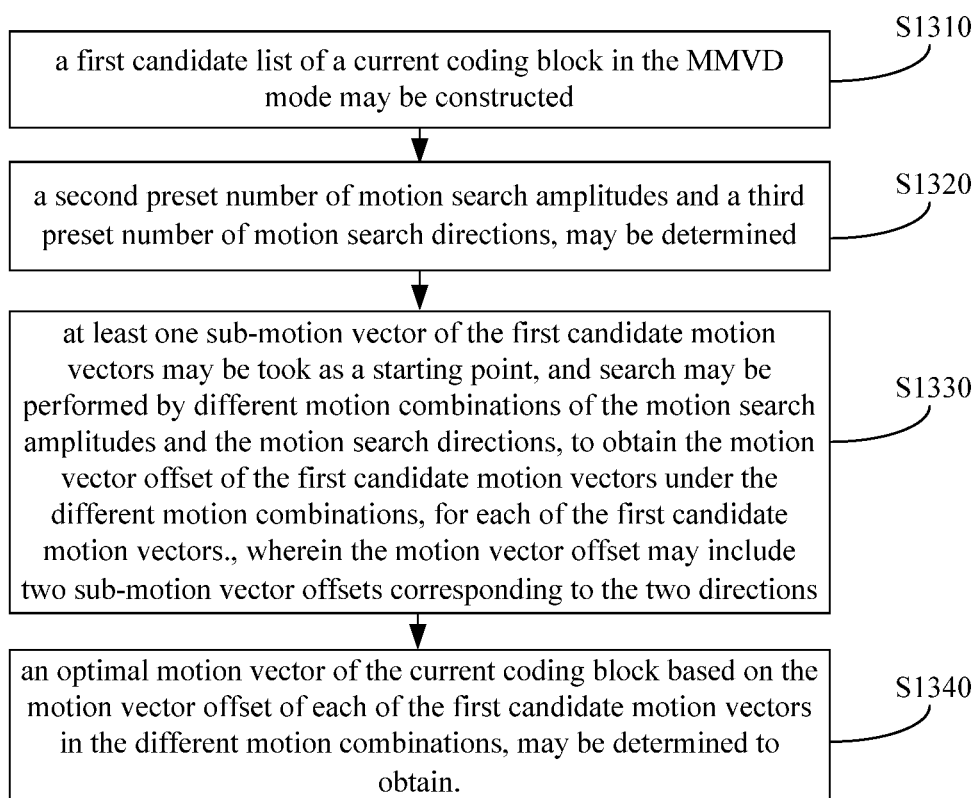 S1310
a first candidate list of a current coding block in the MMVD
mode may be constructed
S1320
a second preset number of motion search amplitudes and a third
preset number of motion search directions, may be determined
at least one sub-motion vector of the first candidate motion
vectors may be took as a starting point, and search may be
performed by different motion combinations of the motion search
amplitudes and the motion search directions, to obtain the motion
vector offset of the first candidate motion vectors under the
different motion combinations, for each of the first candidate
motion vectors., wherein the motion vector offset may include
two sub-motion vector offsets corresponding to the two directions
S1330
an optimal motion vector of the current coding block based on the
motion vector offset of each of the first candidate motion vectors
in the different motion combinations, may be determined to
obtain.
S1340